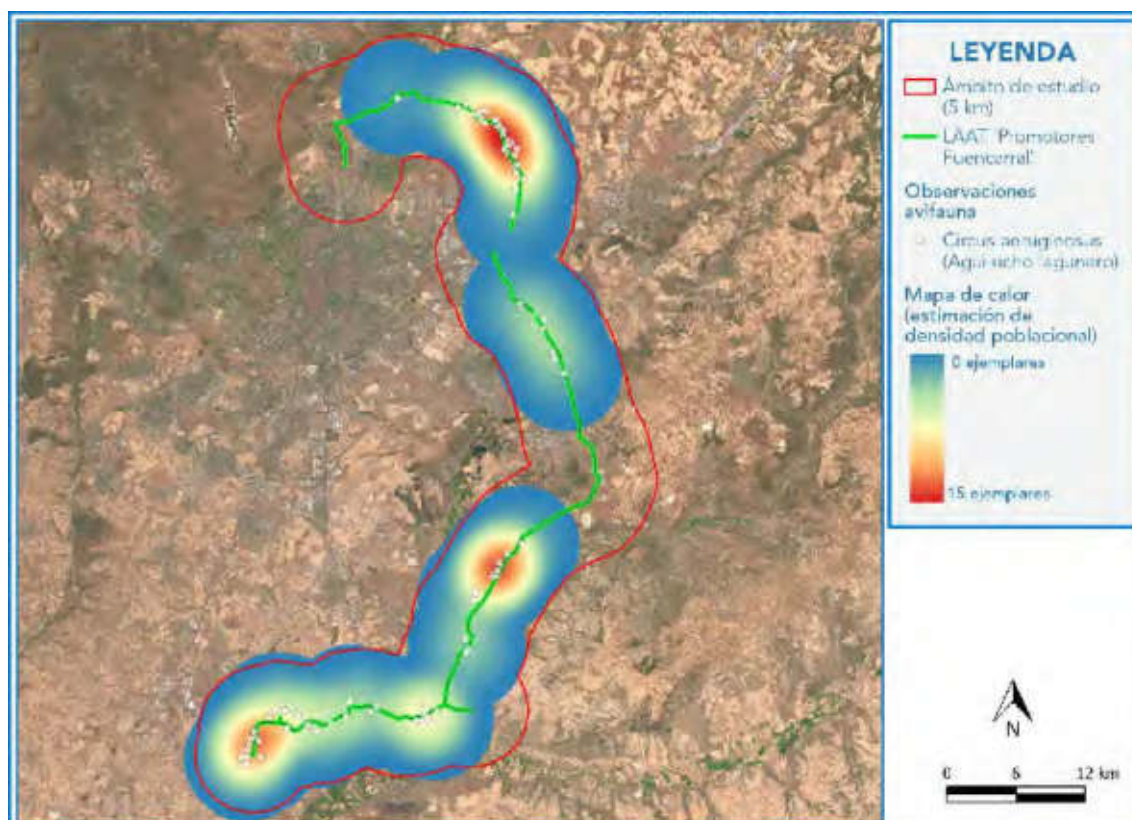 LEYENDA
Ámbito de estudio
(5 km)
LAAT 'Promotores
Fuencarral'
Observaciones
avifauna
Circus aeruginosus
(Aguilucho lagunero)
Mapa de calor
(estimación de
densidad poblacional)
0 ejemplares
15 ejemplares
N
0 6 12 km